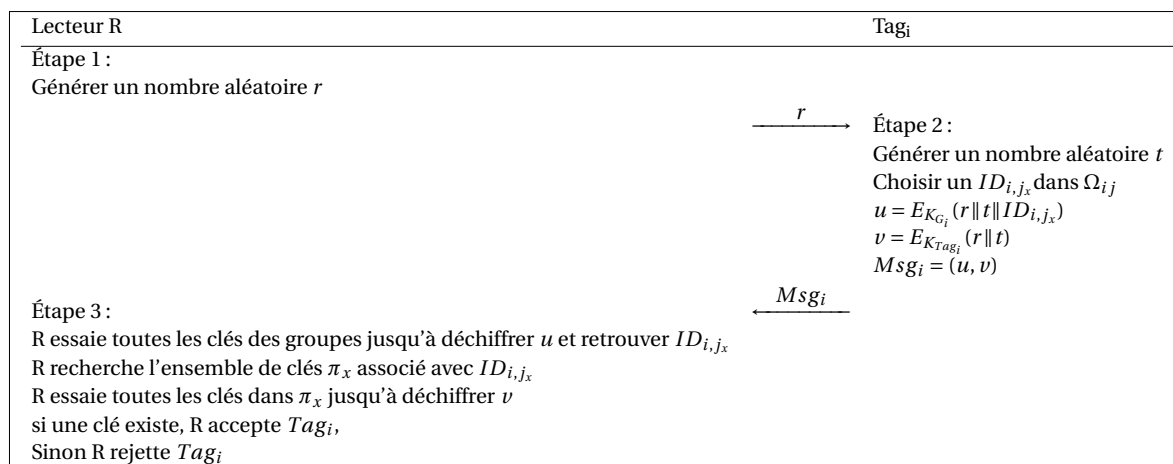 Lecteur R Tag_i
Étape 1 :
Générer un nombre aléatoire r
r
Étape 2 :
Générer un nombre aléatoire t
Choisir un ID_{i,j_x} dans Ω_{ij}
u = E_{K_{G_i}}(r‖t‖ID_{i,j_x})
v = E_{K_{Tag_i}}(r‖t)
Msg_i = (u, v)
Msg_i
Étape 3 :
R essaie toutes les clés des groupes jusqu'à déchiffrer u et retrouver ID_{i,j_x}
R recherche l'ensemble de clés π_x associé avec ID_{i,j_x}
R essaie toutes les clés dans π_x jusqu'à déchiffrer v
si une clé existe, R accepte Tag_i,
Sinon R rejette Tag_i